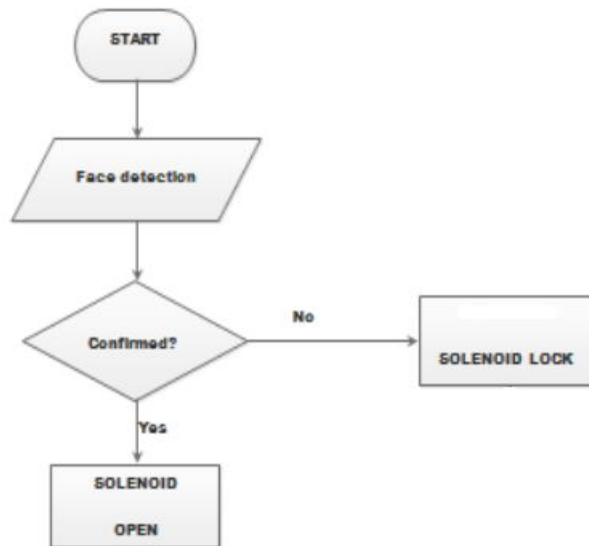 START
Face detection
Confirmed?
No
SOLENOID LOCK
Yes
SOLENOID
OPEN